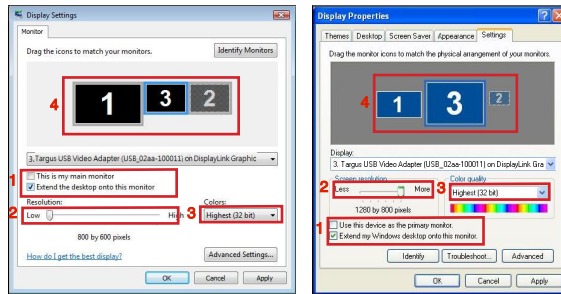 Display Settings
Monitor
Drag the icons to match your monitors.
Identify Monitors
4
1
3
2
3. Targus USB Video Adapter (USB_02aa-100011) on DisplayLink Graphic
1
This is my main monitor
Extend the desktop onto this monitor
Resolution:
Colors:
2
Low
High
3
Highest (32 bit)
800 by 600 pixels
How do I get the best display?
Advanced Settings...
OK
Cancel
Apply
Display Properties
Themes
Desktop
Screen Saver
Appearance
Settings
Drag the monitor icons to match the physical arrangement of your monitors.
4
1
3
2
Display:
3. Targus USB Video Adapter (USB_02aa-100011) on DisplayLink Gra
Screen resolution
Color quality
2
Less
More
3
Highest (32 bit)
1280 by 800 pixels
1
Use this device as the primary monitor.
Extend my Windows desktop onto this monitor.
Identify
Troubleshoot...
Advanced
OK
Cancel
Apply